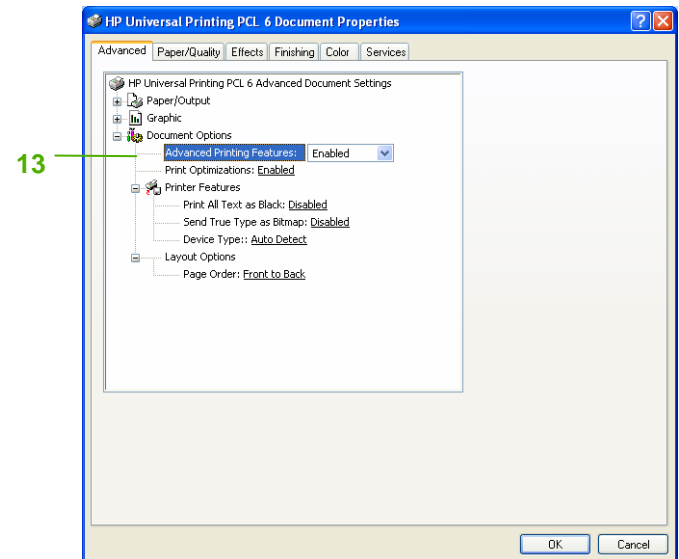 HP Universal Printing PCL 6 Document Properties
Advanced Paper/Quality Effects Finishing Color Services
HP Universal Printing PCL 6 Advanced Document Settings
Paper/Output
Graphic
Document Options
13
Advanced Printing Features: Enabled
Print Optimizations: Enabled
Printer Features
Print All Text as Black: Disabled
Send True Type as Bitmap: Disabled
Device Type:: Auto Detect
Layout Options
Page Order: Front to Back
OK Cancel